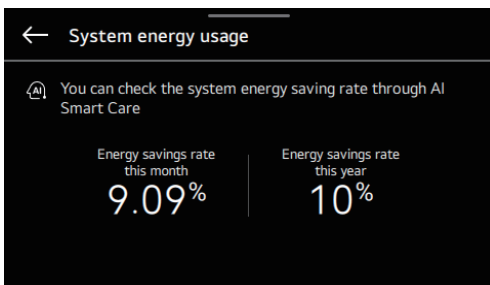 System energy usage
AI
You can check the system energy saving rate through AI
Smart Care
Energy savings rate
this month
9.09%
Energy savings rate
this year
10%